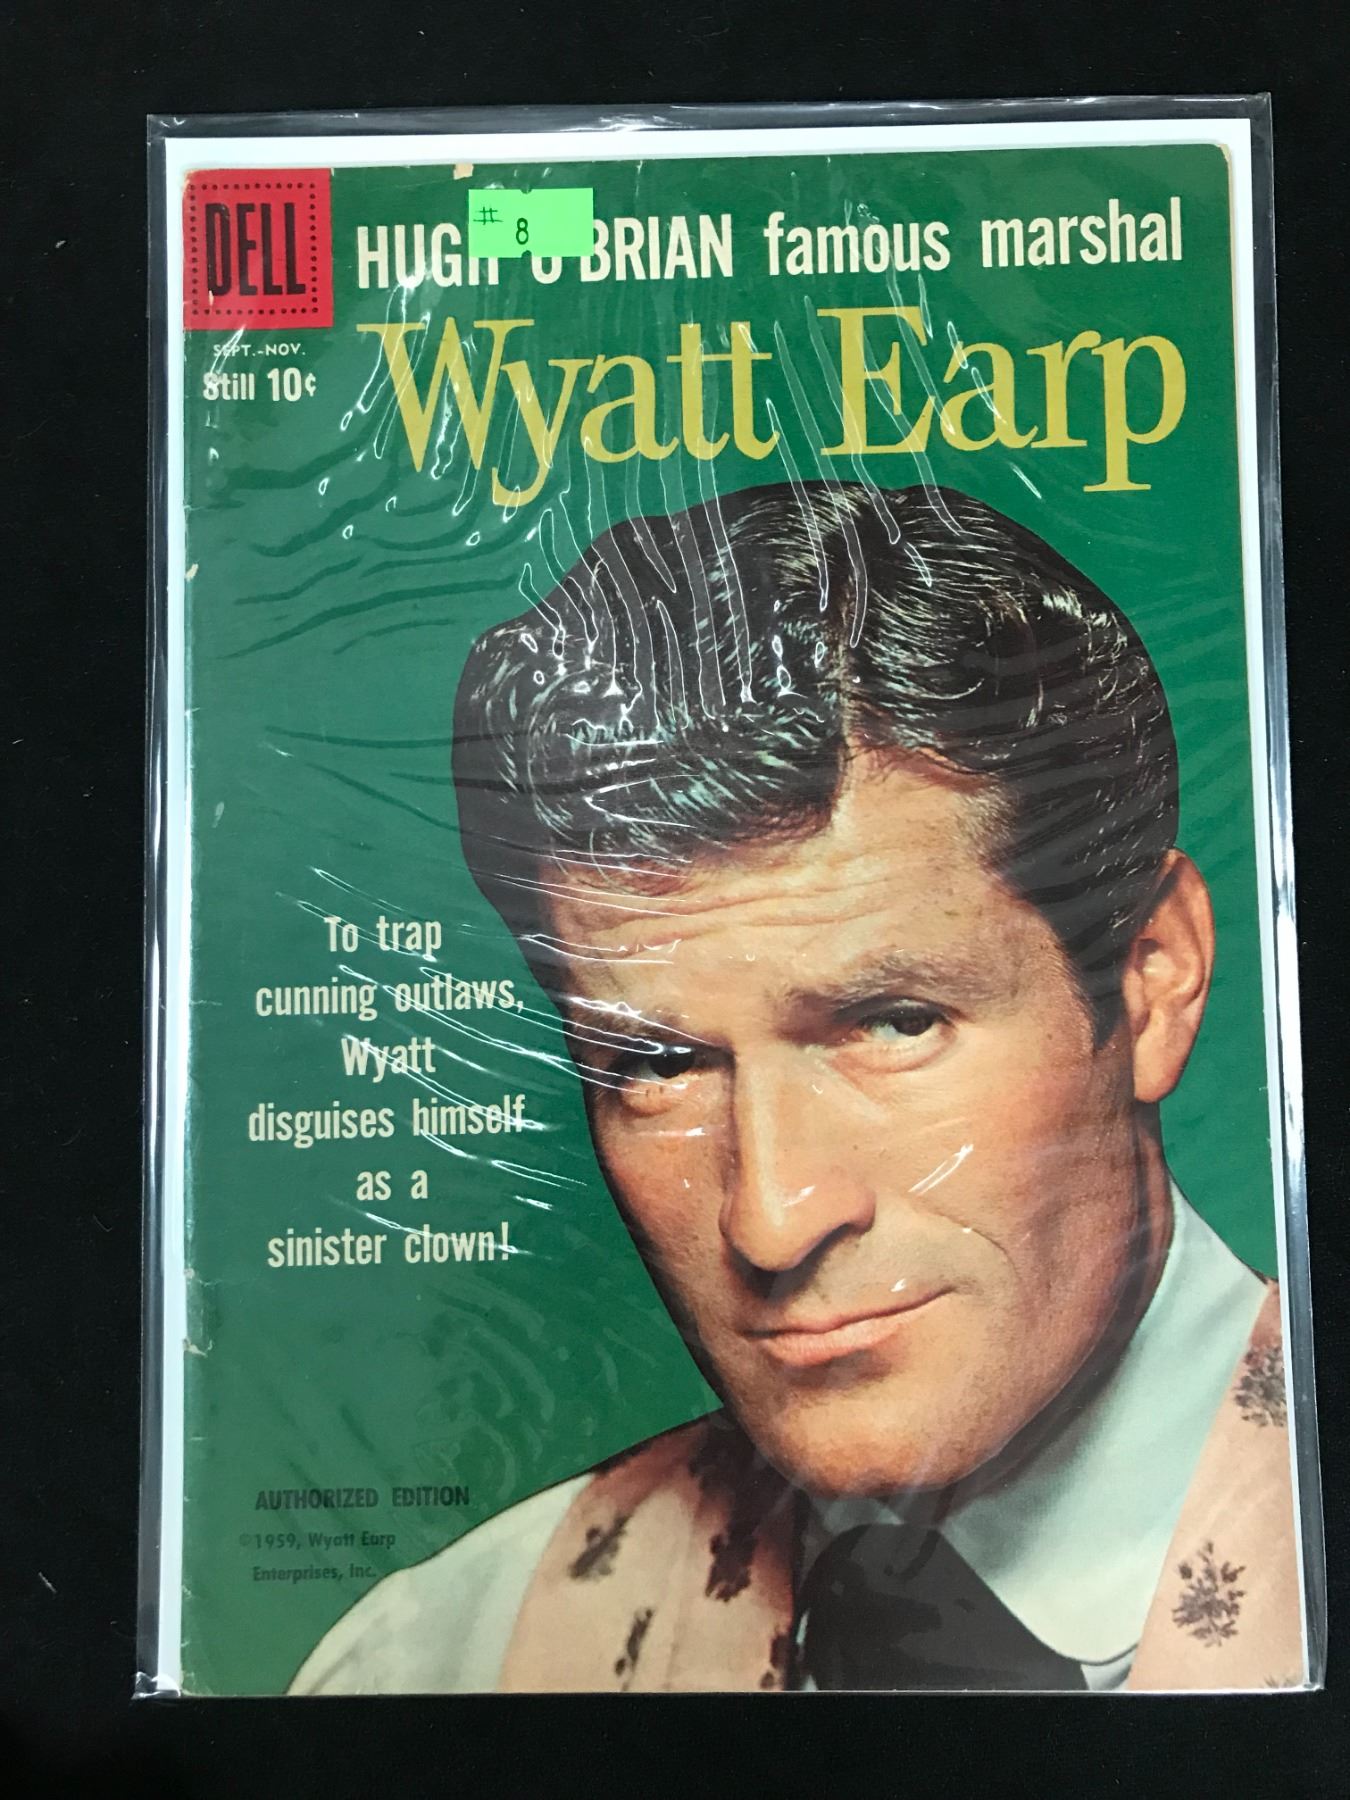 DELL
SEPT.-NOV.
Still 10¢
# 8
HUGH O'BRIAN famous marshal
Wyatt Earp
To trap
cunning outlaws,
Wyatt
disguises himself
as a
sinister clown!
AUTHORIZED EDITION
©1959, Wyatt Earp
Enterprises, Inc.